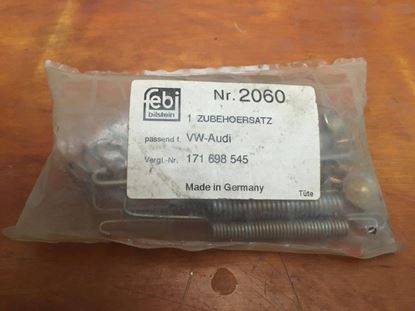 febi
bilstein
Nr. 2060
1 ZUBEHOERSATZ
passend f. VW-Audi
Vergl.-Nr. 171 698 545
Made in Germany
Tüte